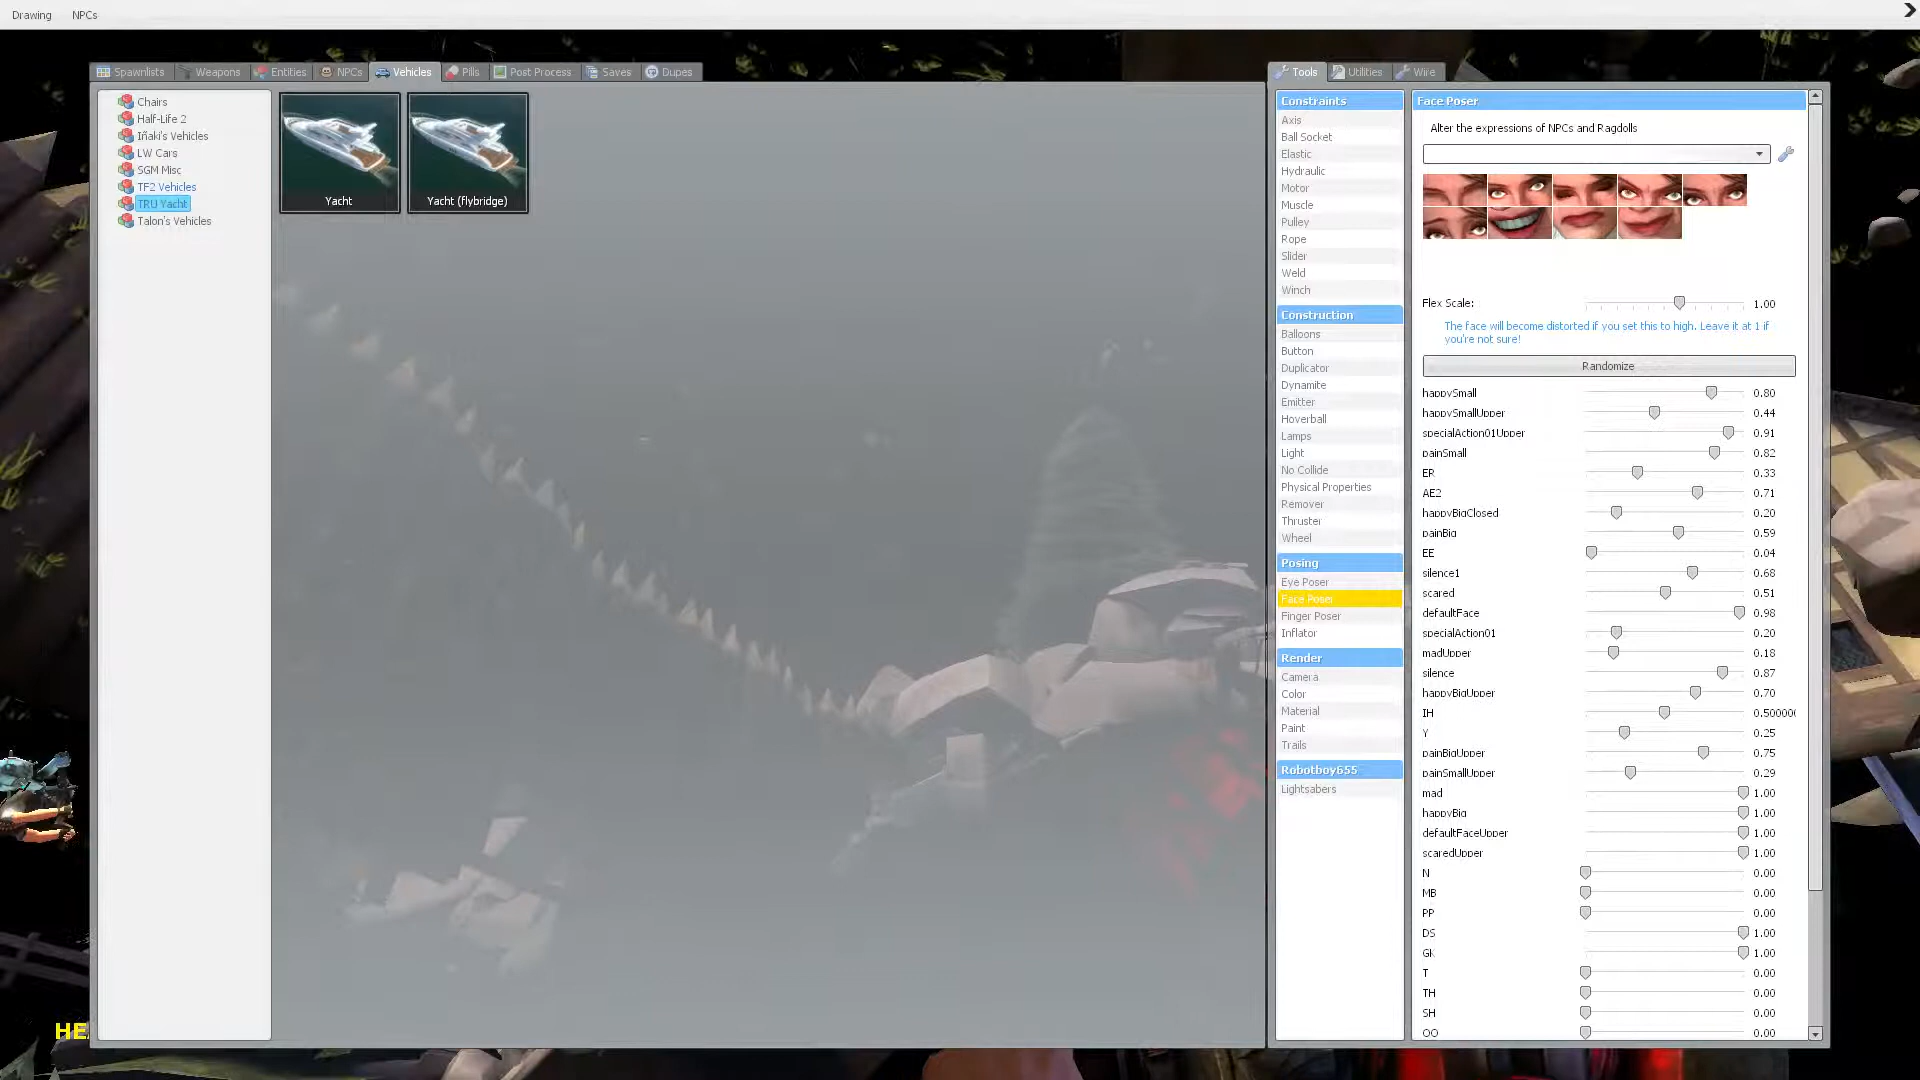 Drawing NPCs
Spawnlists Weapons Entities NPCs Vehicles Pills Post Process Saves Dupes
Chairs
Half-Life 2
Iñaki's Vehicles
LW Cars
SGM Misc
TF2 Vehicles
TRU Yacht
Talon's Vehicles
Yacht Yacht (flybridge)
Tools Utilities Wire
Constraints
Axis
Ball Socket
Elastic
Hydraulic
Motor
Muscle
Pulley
Rope
Slider
Weld
Winch
Construction
Balloons
Button
Duplicator
Dynamite
Emitter
Hoverball
Lamps
Light
No Collide
Physical Properties
Remover
Thruster
Wheel
Posing
Eye Poser
Face Poser
Finger Poser
Inflator
Render
Camera
Color
Material
Paint
Trails
Robotboy655
Lightsabers
Face Poser
Alter the expressions of NPCs and Ragdolls
Flex Scale: 1.00
The face will become distorted if you set this to high. Leave it at 1 if
you're not sure!
Randomize
happySmall 0.80
happySmallUpper 0.44
specialAction01Upper 0.91
painSmall 0.82
ER 0.33
AE2 0.71
happyBigClosed 0.20
painBig 0.59
EE 0.04
silence1 0.68
scared 0.51
defaultFace 0.98
specialAction01 0.20
madUpper 0.18
silence 0.87
happyBigUpper 0.70
IH 0.50000
Y 0.25
painBigUpper 0.75
painSmallUpper 0.29
mad 1.00
happyBig 1.00
defaultFaceUpper 1.00
scaredUpper 1.00
N 0.00
MB 0.00
PP 0.00
DS 1.00
GK 1.00
T 0.00
TH 0.00
SH 0.00
OO 0.00
HE